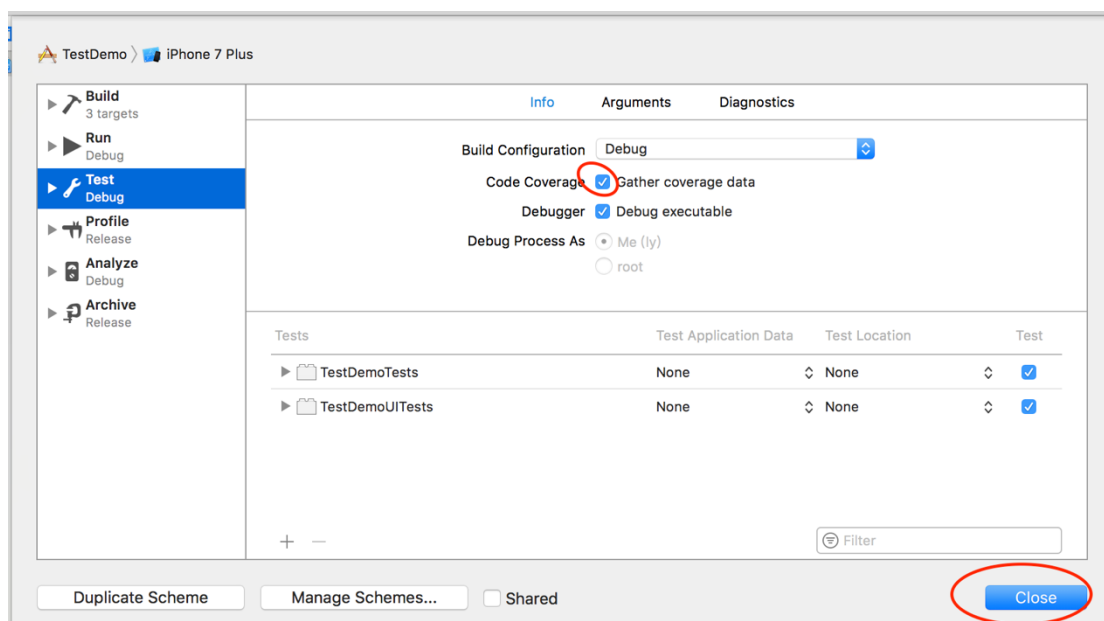 TestDemo 〉 iPhone 7 Plus
Build
3 targets
Run
Debug
Test
Debug
Profile
Release
Analyze
Debug
Archive
Release
Info Arguments Diagnostics
Build Configuration Debug
Code Coverage Gather coverage data
Debugger Debug executable
Debug Process As Me (ly)
root
Tests Test Application Data Test Location Test
TestDemoTests None None
TestDemoUITests None None
+ − Filter
Duplicate Scheme Manage Schemes... Shared Close